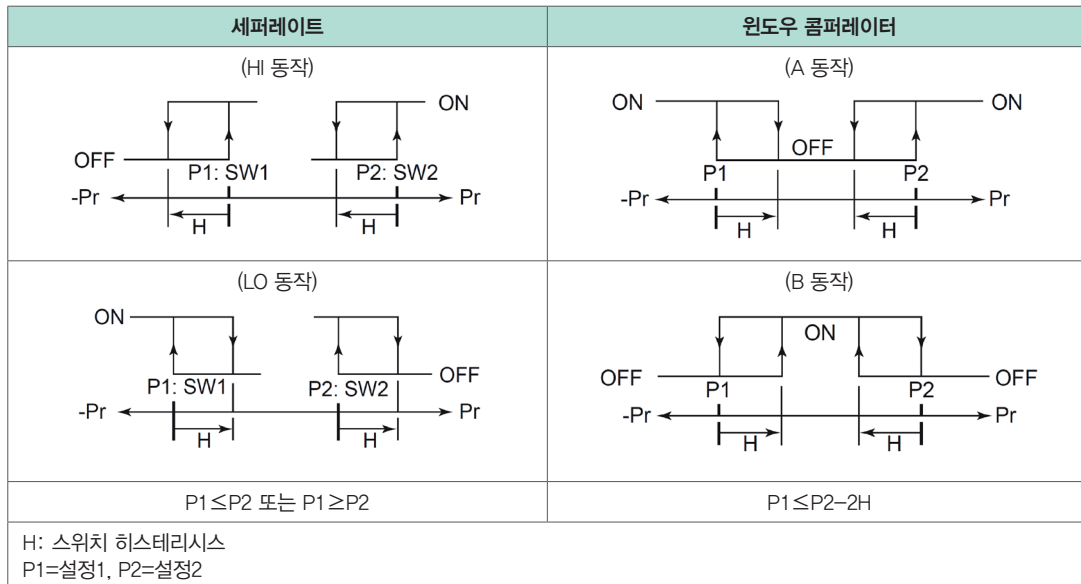 세퍼레이트
윈도우 콤퍼레이터
(HI 동작)
ON
OFF
P1: SW1
P2: SW2
-Pr
Pr
H
H
(A 동작)
ON
ON
OFF
P1
P2
-Pr
Pr
H
H
(LO 동작)
ON
P1: SW1
P2: SW2
OFF
-Pr
Pr
H
H
(B 동작)
ON
OFF
P1
P2
OFF
-Pr
Pr
H
H
P1≤P2 또는 P1≥P2
P1≤P2−2H
H: 스위치 히스테리시스
P1=설정1, P2=설정2